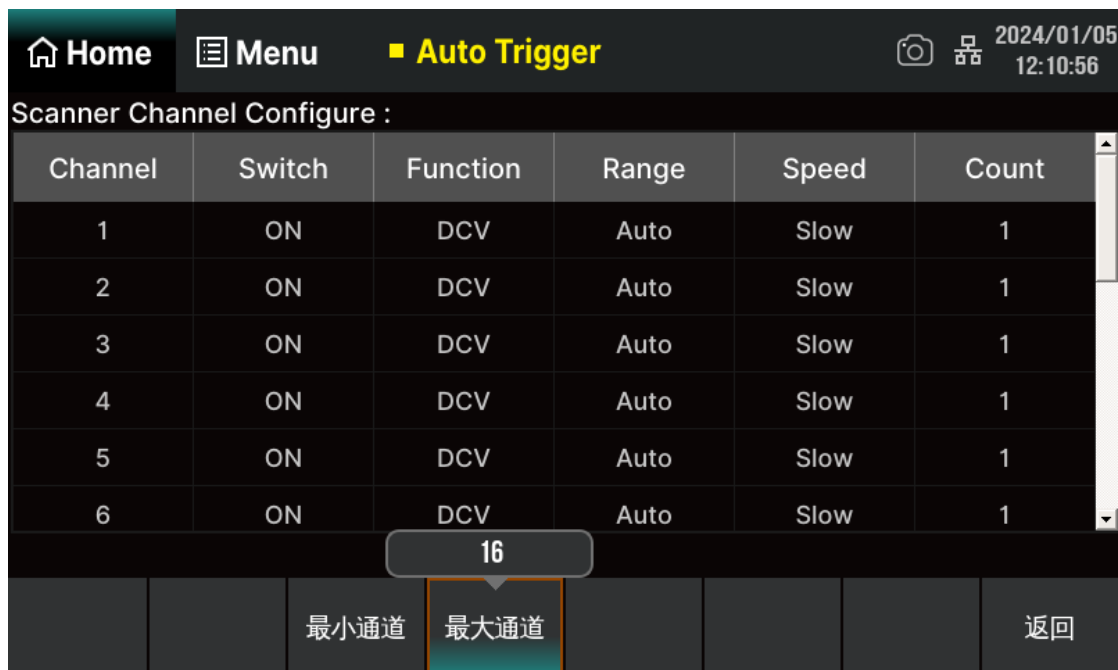 Home Menu Auto Trigger 2024/01/05
12:10:56
Scanner Channel Configure :
Channel Switch Function Range Speed Count
1 ON DCV Auto Slow 1
2 ON DCV Auto Slow 1
3 ON DCV Auto Slow 1
4 ON DCV Auto Slow 1
5 ON DCV Auto Slow 1
6 ON DCV Auto Slow 1
16
最小通道 最大通道 返回